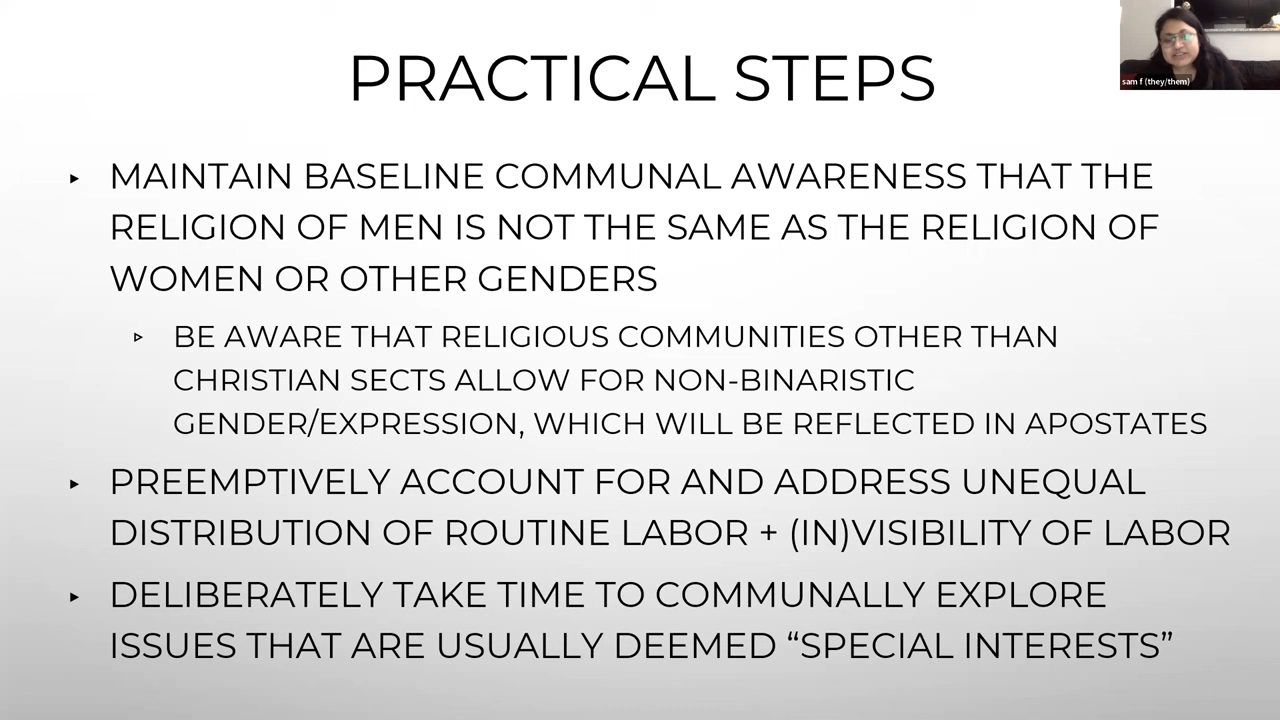 PRACTICAL STEPS
sam f (they/them)
MAINTAIN BASELINE COMMUNAL AWARENESS THAT THE
RELIGION OF MEN IS NOT THE SAME AS THE RELIGION OF
WOMEN OR OTHER GENDERS
BE AWARE THAT RELIGIOUS COMMUNITIES OTHER THAN
CHRISTIAN SECTS ALLOW FOR NON-BINARISTIC
GENDER/EXPRESSION, WHICH WILL BE REFLECTED IN APOSTATES
PREEMPTIVELY ACCOUNT FOR AND ADDRESS UNEQUAL
DISTRIBUTION OF ROUTINE LABOR + (IN)VISIBILITY OF LABOR
DELIBERATELY TAKE TIME TO COMMUNALLY EXPLORE
ISSUES THAT ARE USUALLY DEEMED “SPECIAL INTERESTS”